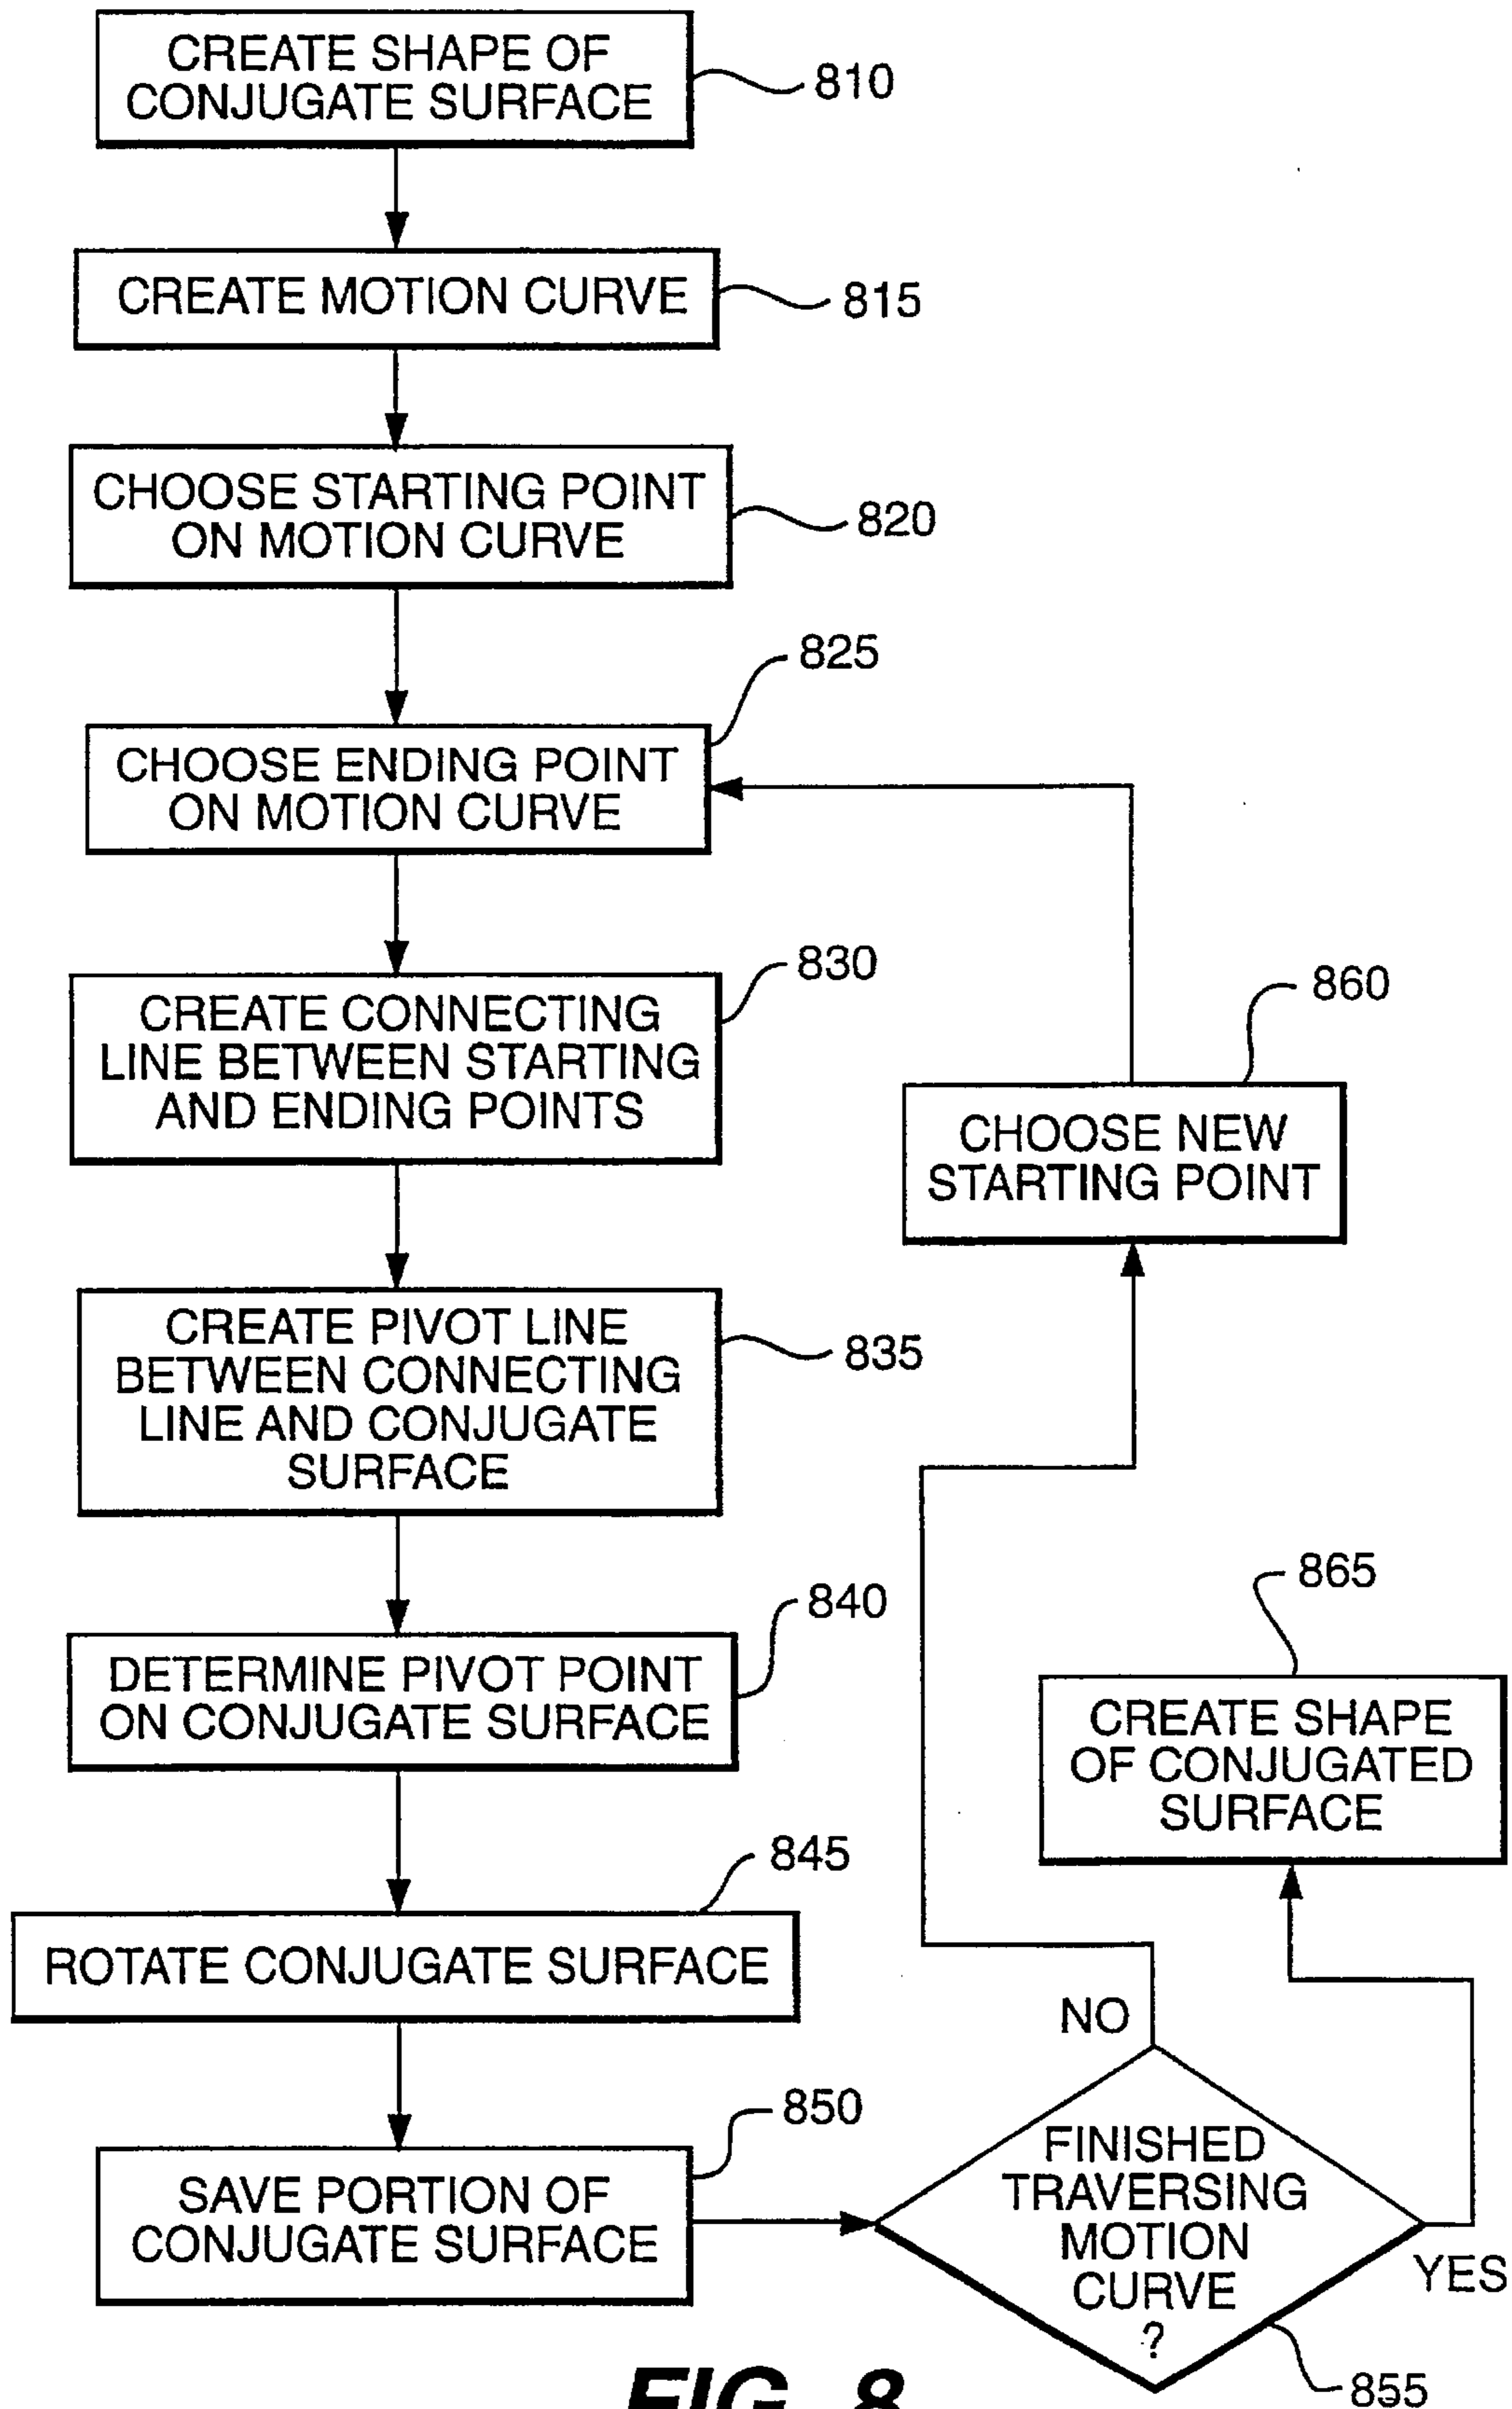 CREATE SHAPE OF
CONJUGATE SURFACE
810
CREATE MOTION CURVE
815
CHOOSE STARTING POINT
ON MOTION CURVE
820
825
CHOOSE ENDING POINT
ON MOTION CURVE
830
CREATE CONNECTING
LINE BETWEEN STARTING
AND ENDING POINTS
860
CHOOSE NEW
STARTING POINT
CREATE PIVOT LINE
BETWEEN CONNECTING
LINE AND CONJUGATE
SURFACE
835
840
DETERMINE PIVOT POINT
ON CONJUGATE SURFACE
865
CREATE SHAPE
OF CONJUGATED
SURFACE
845
ROTATE CONJUGATE SURFACE
NO
850
SAVE PORTION OF
CONJUGATE SURFACE
FINISHED
TRAVERSING
MOTION
CURVE
?
YES
855
FIG. 8